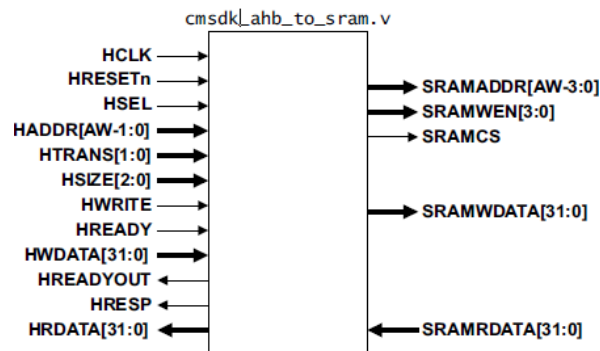 cmsdk_ahb_to_sram.v
HCLK
HRESETn
HSEL
HADDR[AW-1:0]
HTRANS[1:0]
HSIZE[2:0]
HWRITE
HREADY
HWDATA[31:0]
HREADYOUT
HRESP
HRDATA[31:0]
SRAMADDR[AW-3:0]
SRAMWEN[3:0]
SRAMCS
SRAMWDATA[31:0]
SRAMRDATA[31:0]